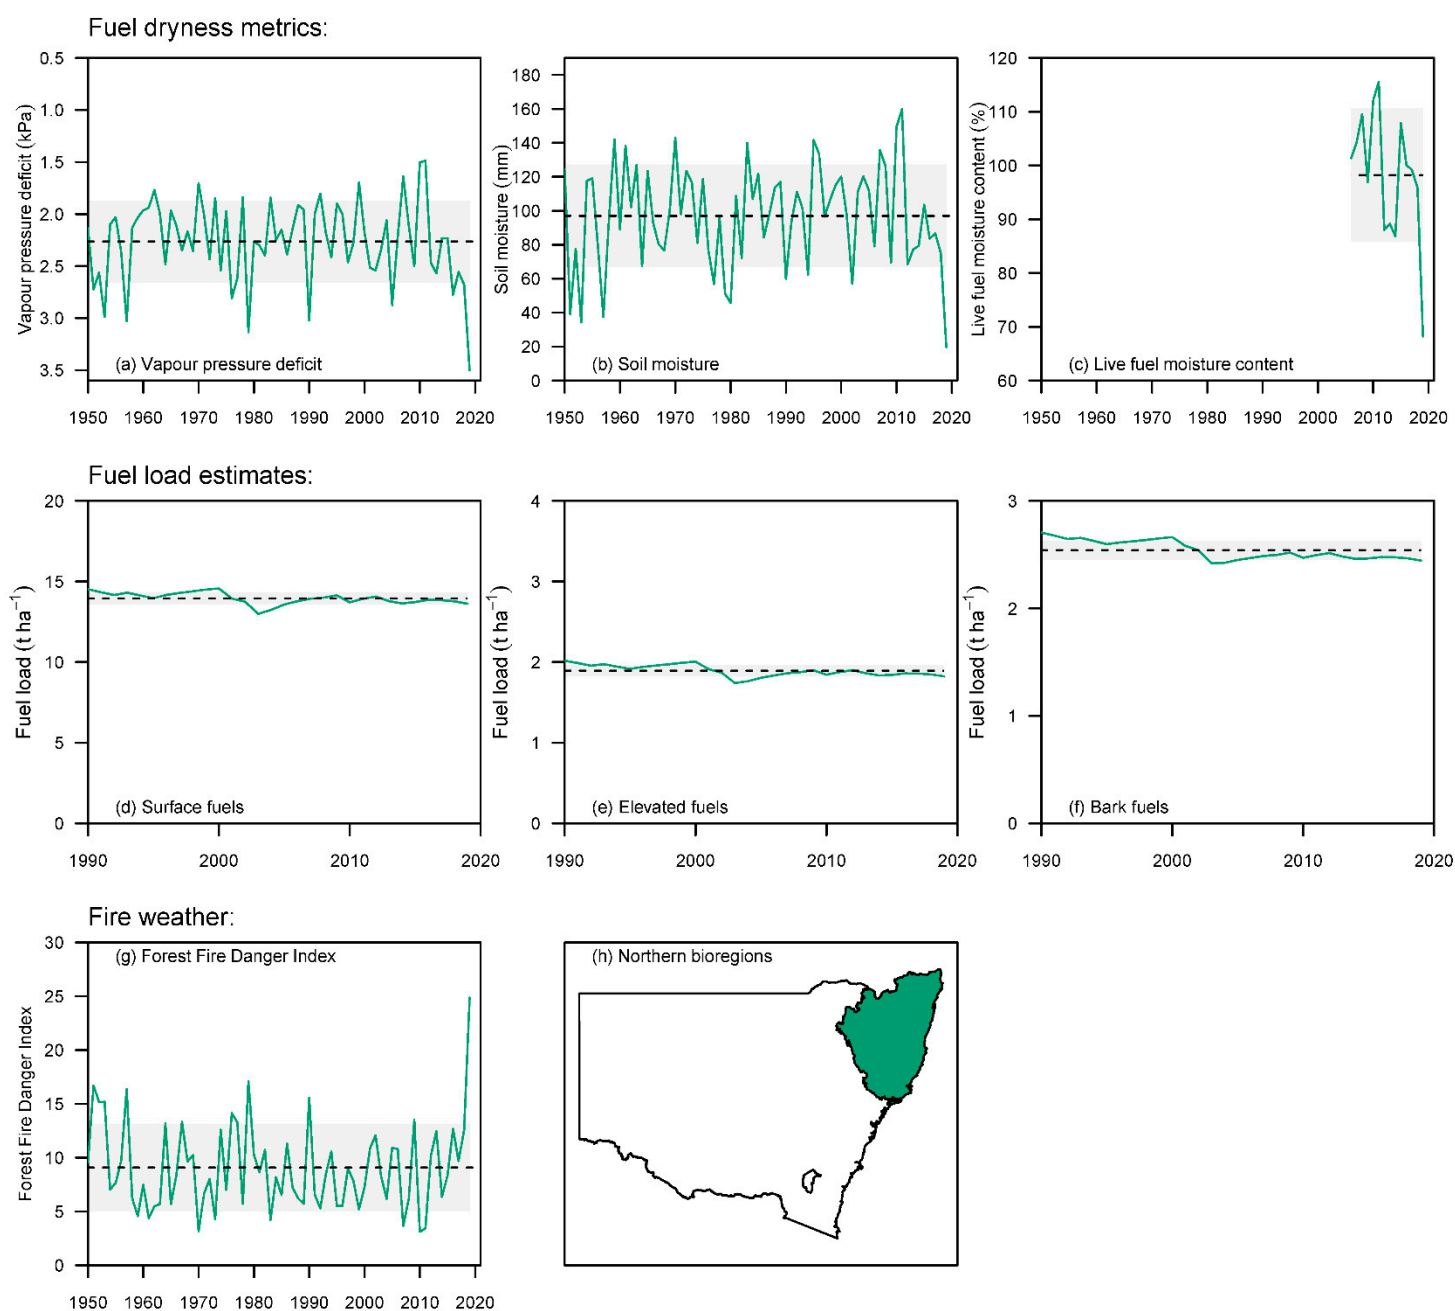 Fuel dryness metrics:
Vapour pressure deficit (kPa)
0.5
1.0
1.5
2.0
2.5
3.0
3.5
(a) Vapour pressure deficit
1950 1960 1970 1980 1990 2000 2010 2020
Soil moisture (mm)
180
160
140
120
100
80
60
40
20
0
(b) Soil moisture
1950 1960 1970 1980 1990 2000 2010 2020
Live fuel moisture content (%)
120
110
100
90
80
70
60
(c) Live fuel moisture content
1950 1960 1970 1980 1990 2000 2010 2020
Fuel load estimates:
Fuel load (t ha⁻¹)
20
15
10
5
0
(d) Surface fuels
1990 2000 2010 2020
Fuel load (t ha⁻¹)
4
3
2
1
0
(e) Elevated fuels
1990 2000 2010 2020
Fuel load (t ha⁻¹)
3
2
1
0
(f) Bark fuels
1990 2000 2010 2020
Fire weather:
Forest Fire Danger Index
30
25
20
15
10
5
0
(g) Forest Fire Danger Index
1950 1960 1970 1980 1990 2000 2010 2020
(h) Northern bioregions